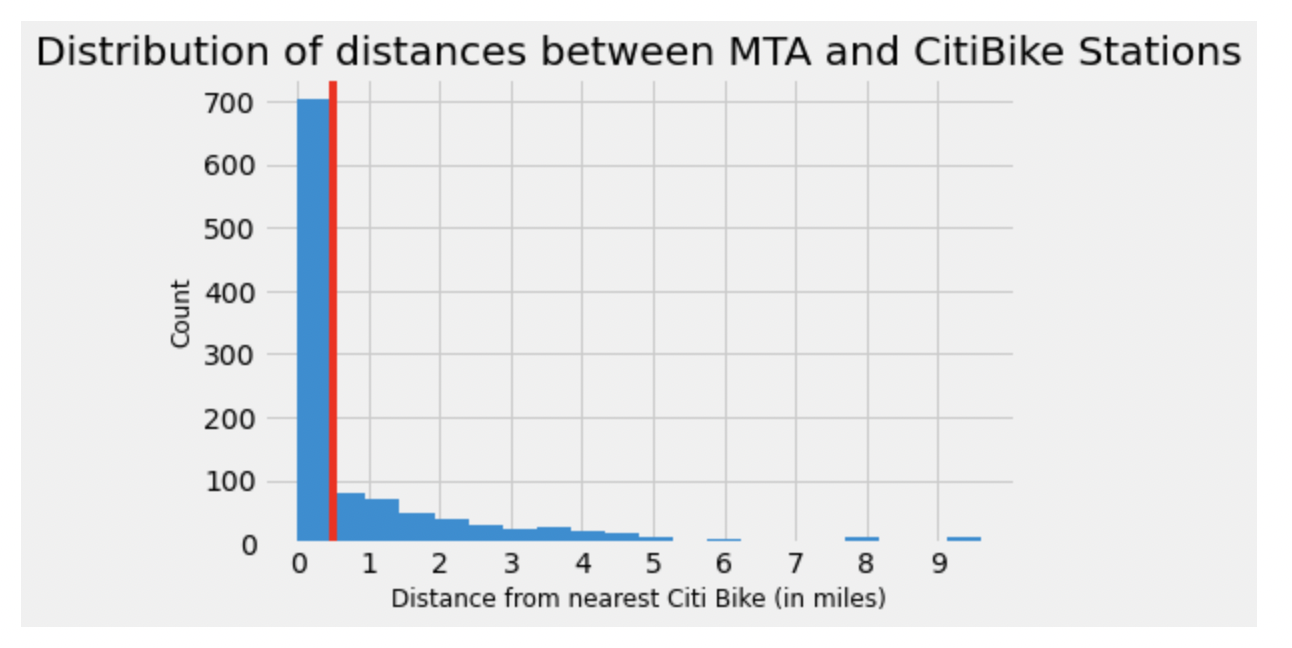 Distribution of distances between MTA and CitiBike Stations
700
600
500
400
300
200
100
0
Count
0 1 2 3 4 5 6 7 8 9
Distance from nearest Citi Bike (in miles)